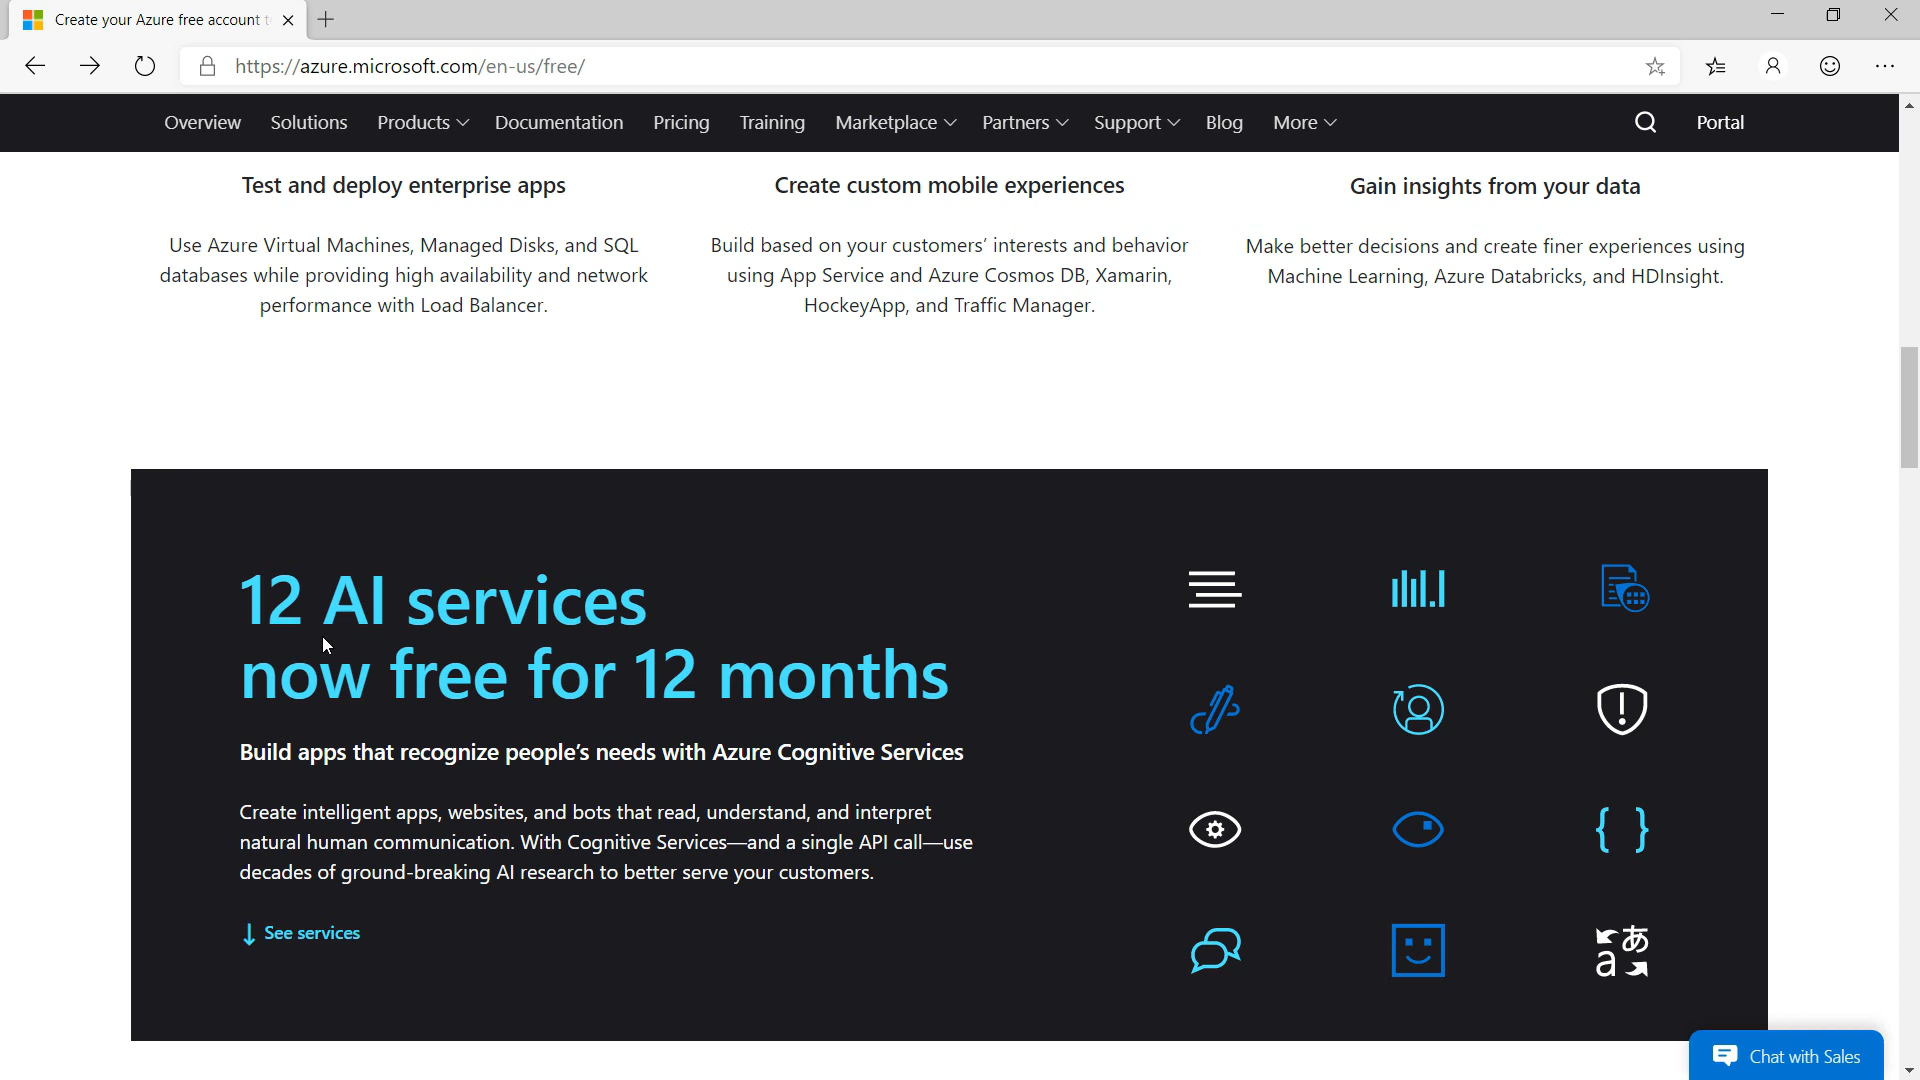 Create your Azure free account t
https://azure.microsoft.com/en-us/free/
Overview Solutions Products Documentation Pricing Training Marketplace Partners Support Blog More Portal
Test and deploy enterprise apps
Use Azure Virtual Machines, Managed Disks, and SQL
databases while providing high availability and network
performance with Load Balancer.
Create custom mobile experiences
Build based on your customers' interests and behavior
using App Service and Azure Cosmos DB, Xamarin,
HockeyApp, and Traffic Manager.
Gain insights from your data
Make better decisions and create finer experiences using
Machine Learning, Azure Databricks, and HDInsight.
12 AI services
now free for 12 months
Build apps that recognize people's needs with Azure Cognitive Services
Create intelligent apps, websites, and bots that read, understand, and interpret
natural human communication. With Cognitive Services—and a single API call—use
decades of ground-breaking AI research to better serve your customers.
See services
{ }
あ
a
Chat with Sales